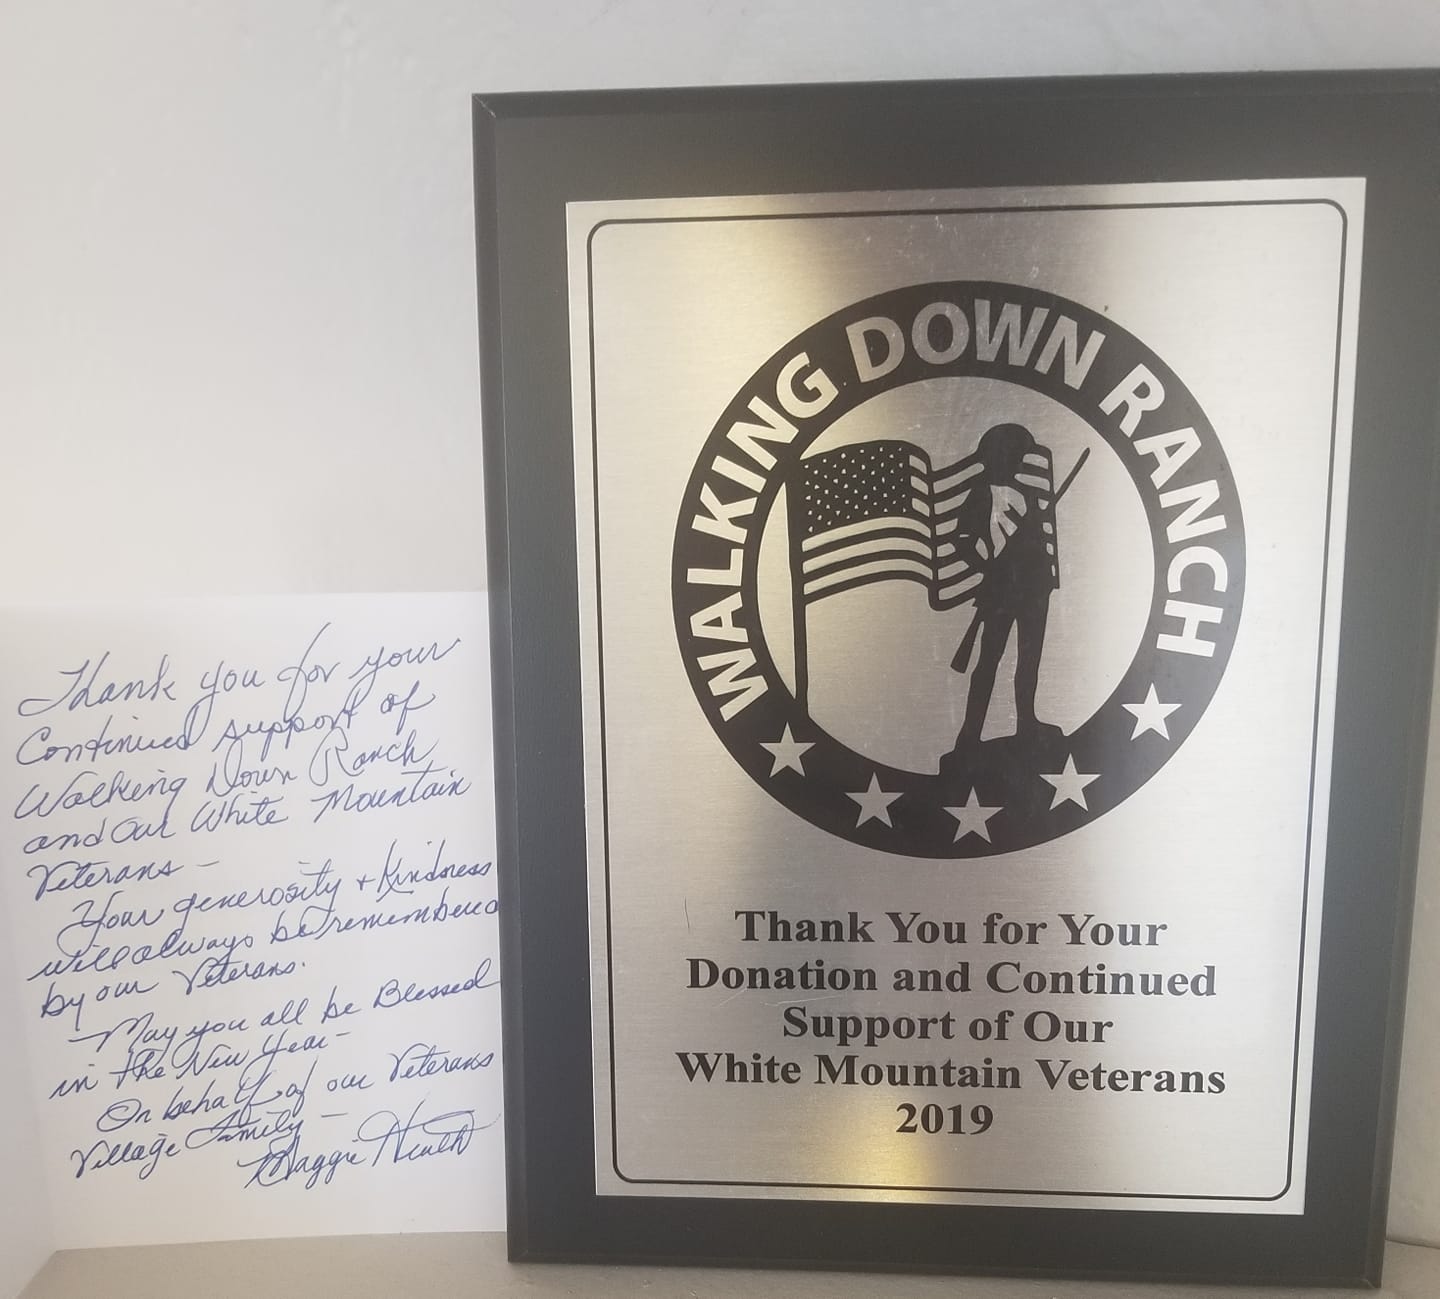 Thank you for your
Continued support of
Walking Down Ranch
and our White Mountain
Veterans -
Your generosity + Kindness
will always be remembered
by our Veterans.
- May you all be Blessed
in the New Year -
On behalf of our Veterans
Village Family -
Maggie
WALKING DOWN RANCH
Thank You for Your
Donation and Continued
Support of Our
White Mountain Veterans
2019